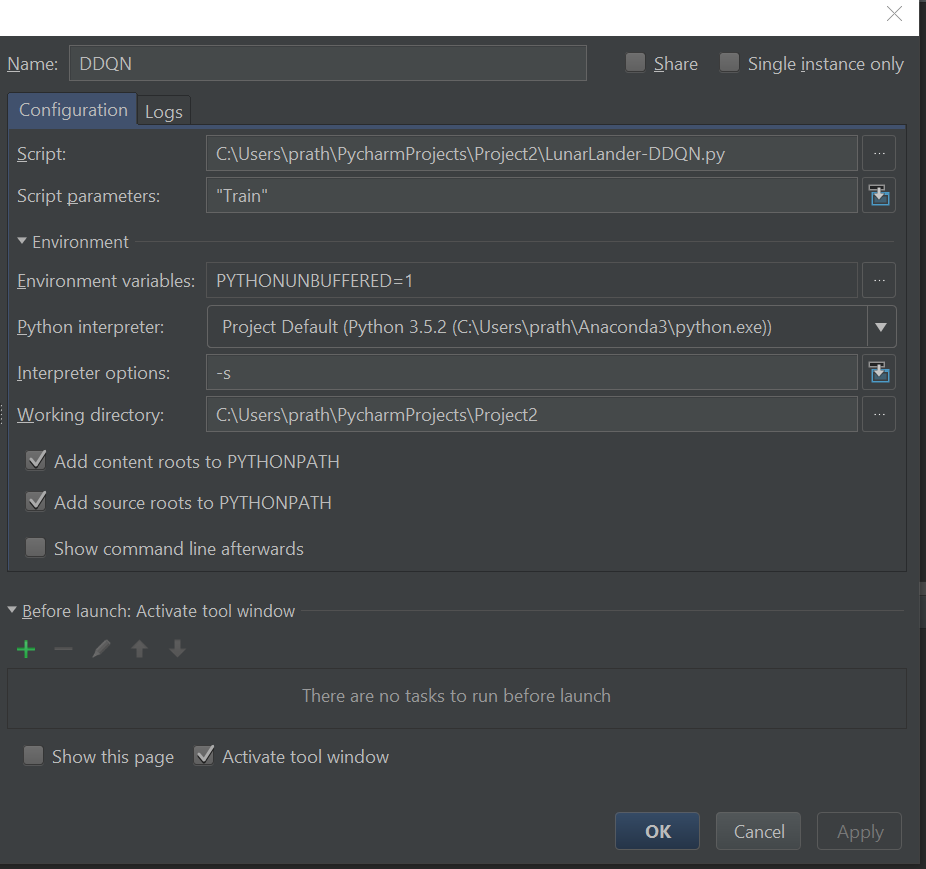 Name: DDQN Share Single instance only
Configuration Logs
Script: C:\Users\prath\PycharmProjects\Project2\LunarLander-DDQN.py ...
Script parameters: "Train"
Environment
Environment variables: PYTHONUNBUFFERED=1 ...
Python interpreter: Project Default (Python 3.5.2 (C:\Users\prath\Anaconda3\python.exe))
Interpreter options: -s
Working directory: C:\Users\prath\PycharmProjects\Project2 ...
Add content roots to PYTHONPATH
Add source roots to PYTHONPATH
Show command line afterwards
Before launch: Activate tool window
There are no tasks to run before launch
Show this page Activate tool window
OK Cancel Apply